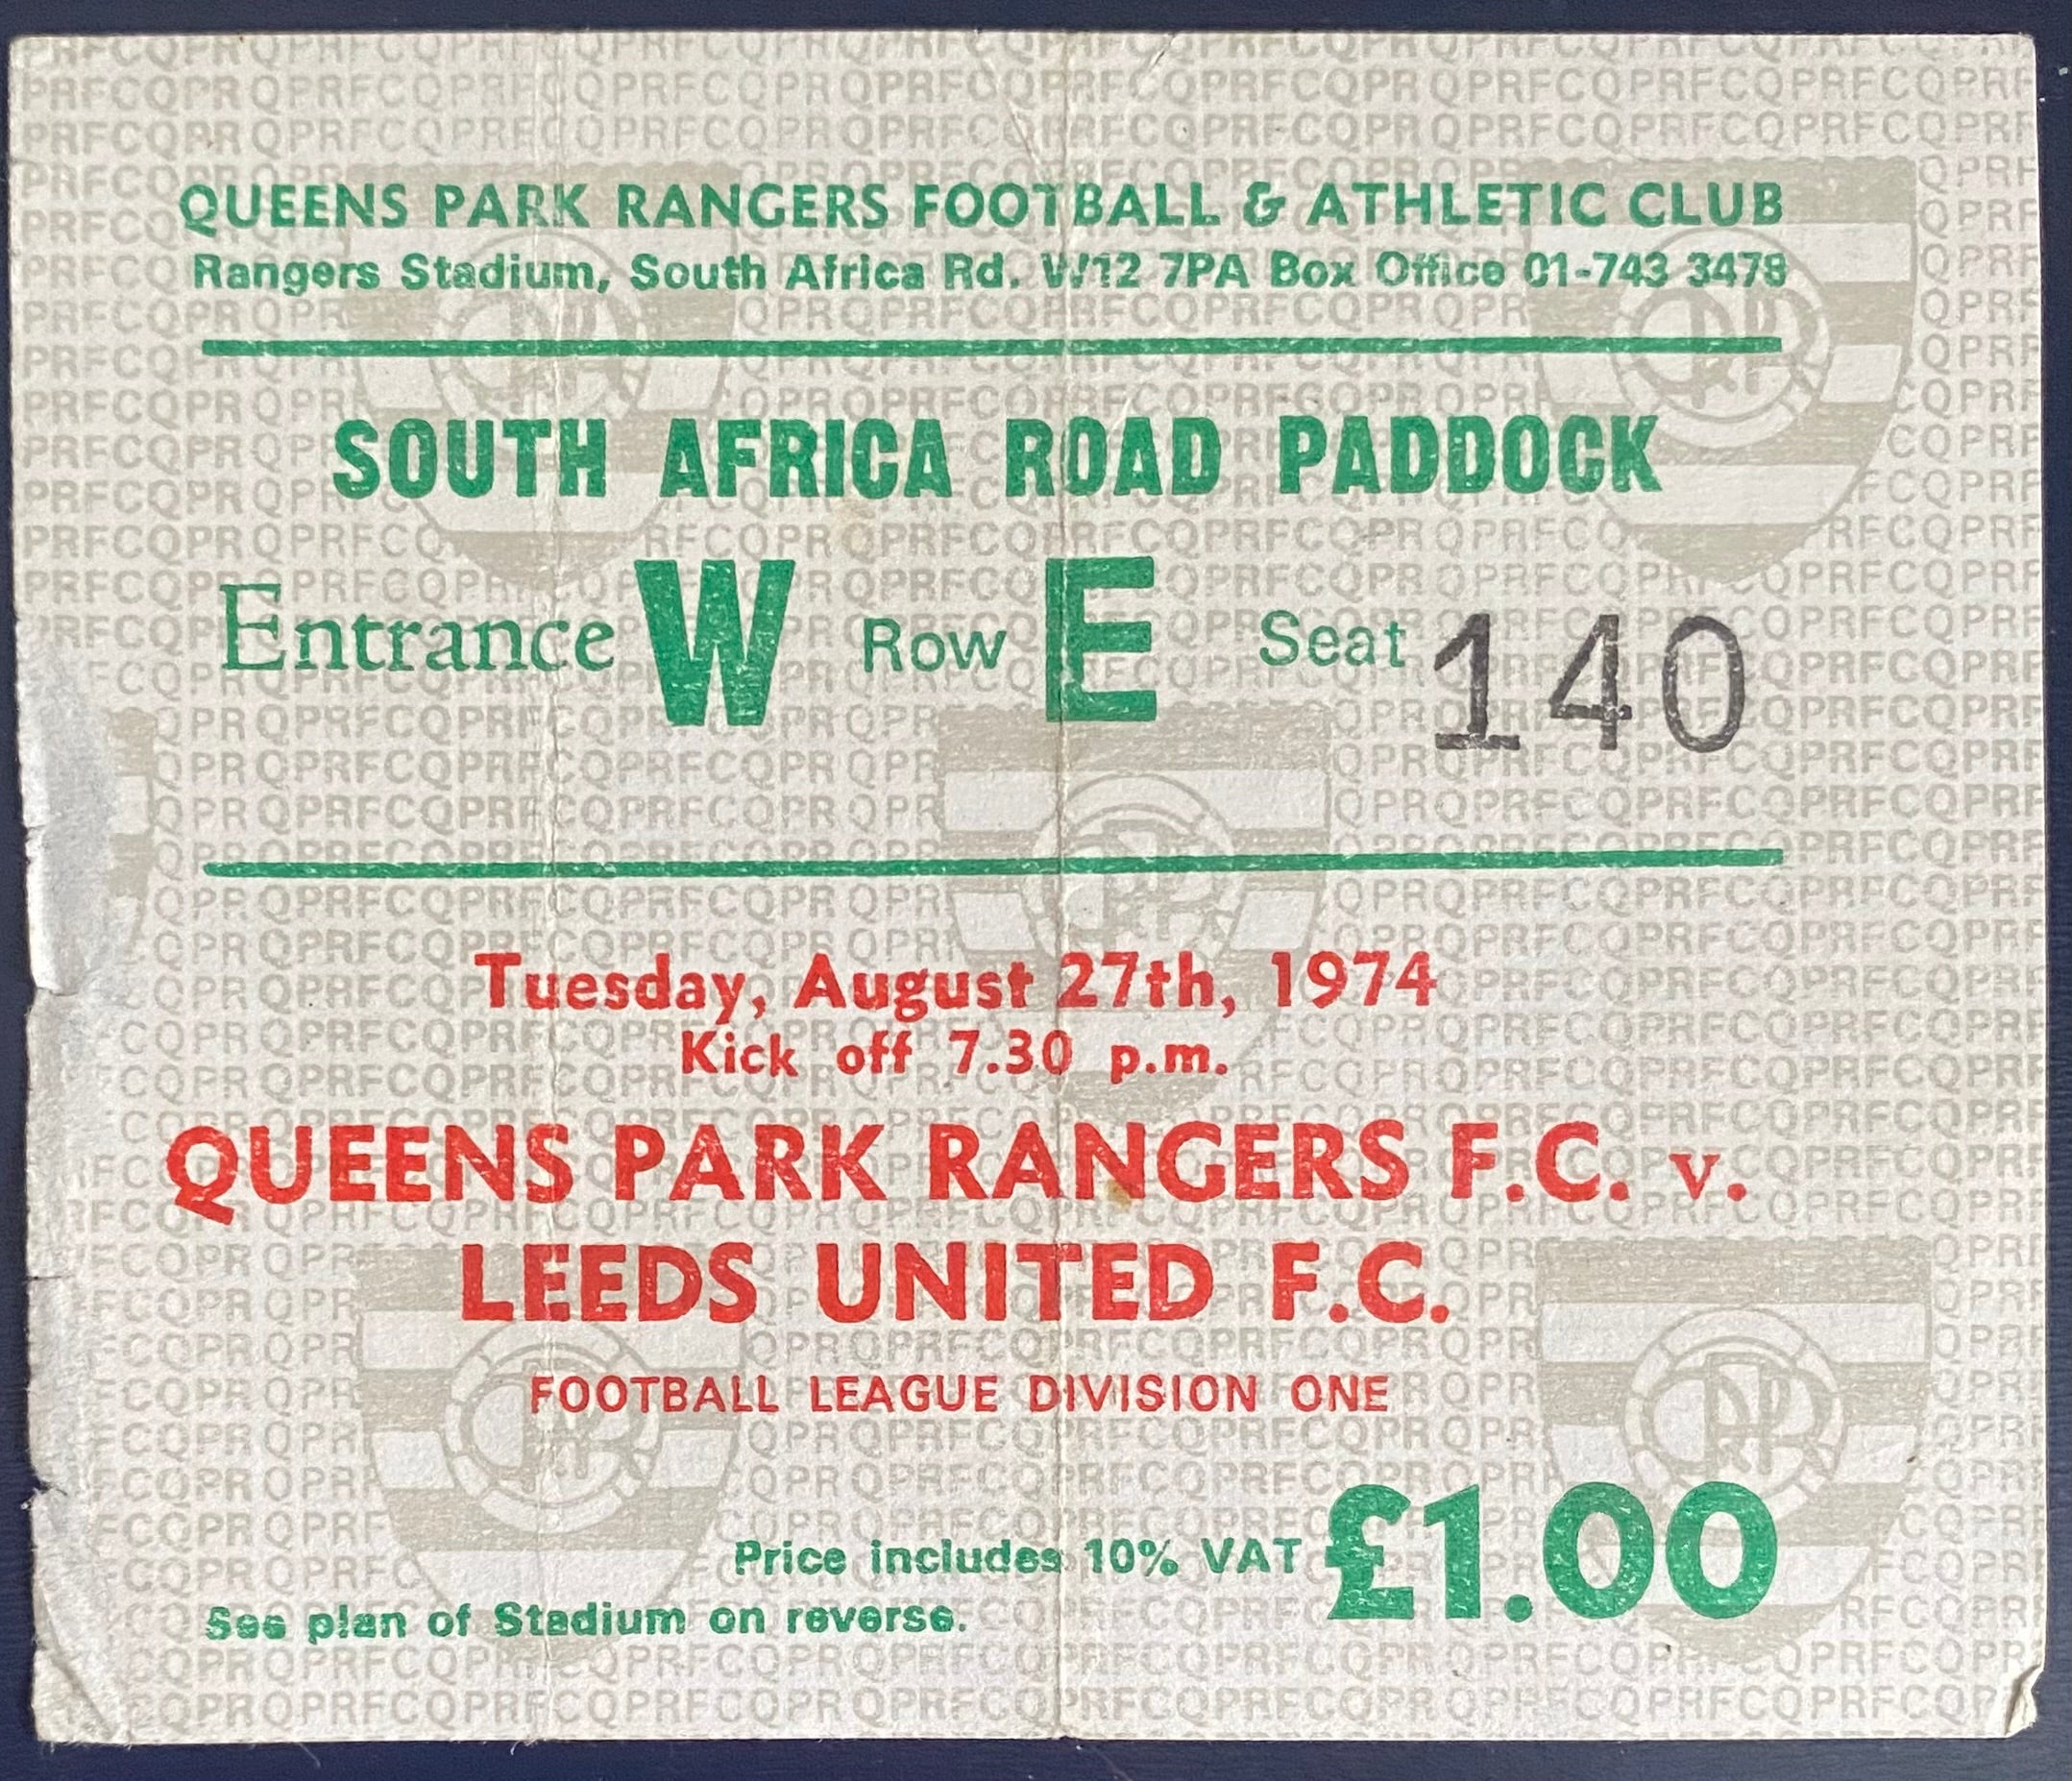 QUEENS PARK RANGERS FOOTBALL & ATHLETIC CLUB
Rangers Stadium, South Africa Rd. W12 7PA Box Office 01-743 3478
SOUTH AFRICA ROAD PADDOCK
Entrance W Row E Seat 140
Tuesday, August 27th, 1974
Kick off 7.30 p.m.
QUEENS PARK RANGERS F.C. v.
LEEDS UNITED F.C.
FOOTBALL LEAGUE DIVISION ONE
Price includes 10% VAT £1.00
See plan of Stadium on reverse.